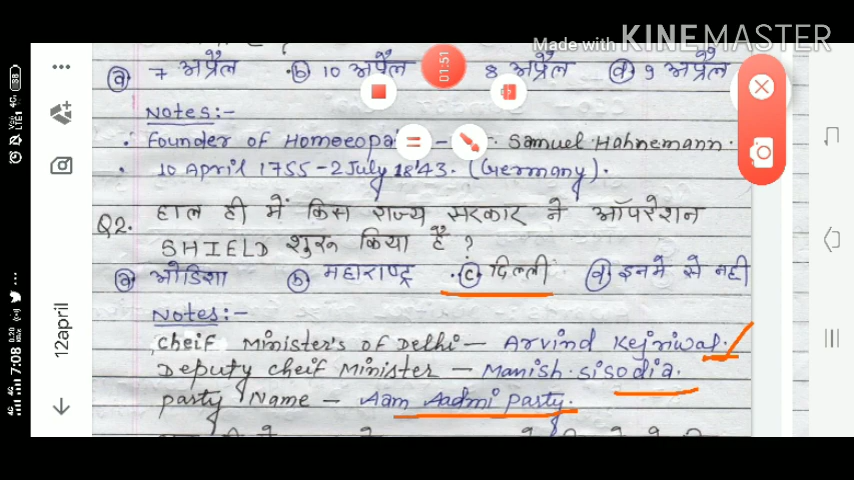 Made with KINEMASTER
ⓐ 7 अप्रैल ⓑ 10 अप्रैल 8 अप्रैल ⓓ 9 अप्रैल
01:51
Notes:-
Founder of Homoeopa - Samuel Hahnemann.
10 April 1755 - 2 July 1843. (Germany).
Q2. हाल ही में किस राज्य सरकार ने ऑपरेशन
SHIELD शुरू किया है ?
ⓐ ओडिशा ⓑ महाराष्ट्र ⓒ दिल्ली ⓓ इनमे से नही
Notes:-
Cheif Minister's of Delhi - Arvind Kejriwal.
Deputy cheif Minister - Manish sisodia.
Party Name - Aam Aadmi party.
12april
7:08